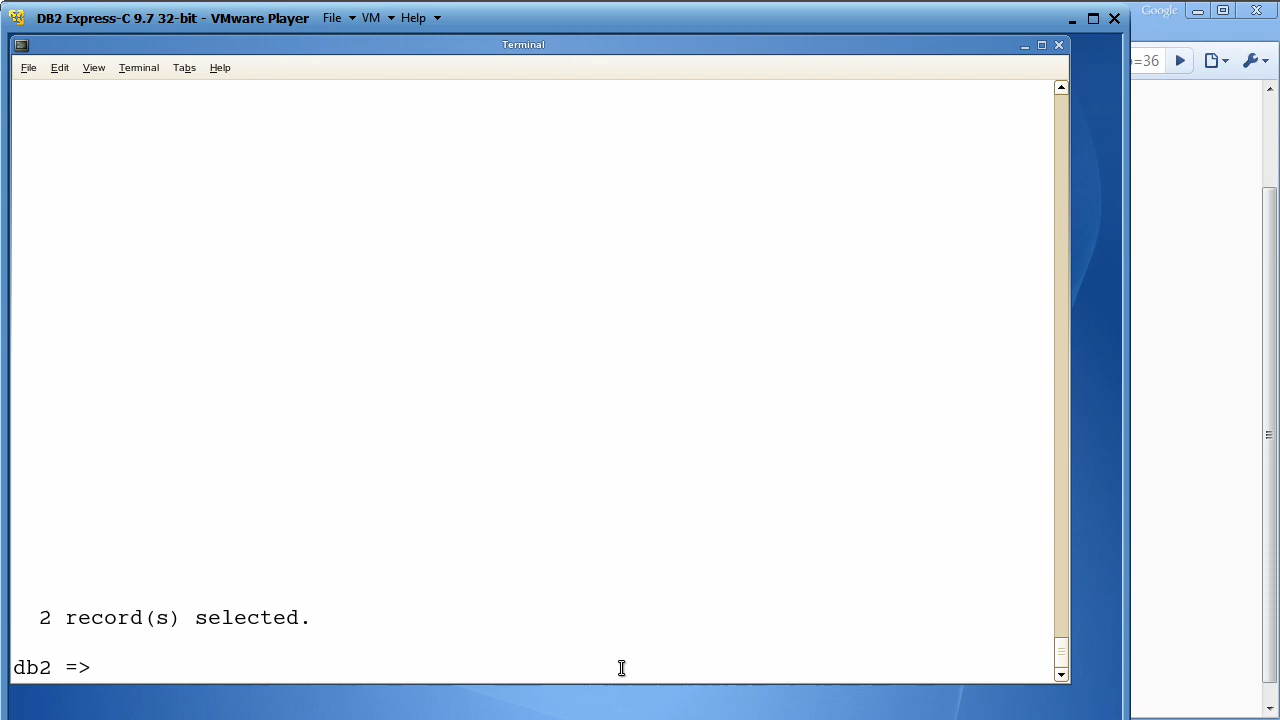 DB2 Express-C 9.7 32-bit - VMware Player File VM Help
Google
Terminal
File Edit View Terminal Tabs Help
=36
2 record(s) selected.
db2 =>